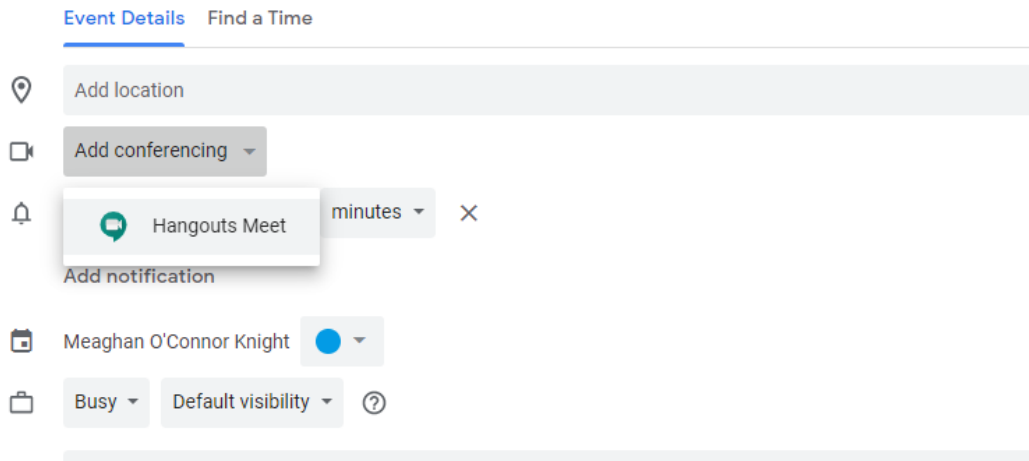 Event Details Find a Time
Add location
Add conferencing
Hangouts Meet
minutes
Add notification
Meaghan O'Connor Knight
Busy Default visibility